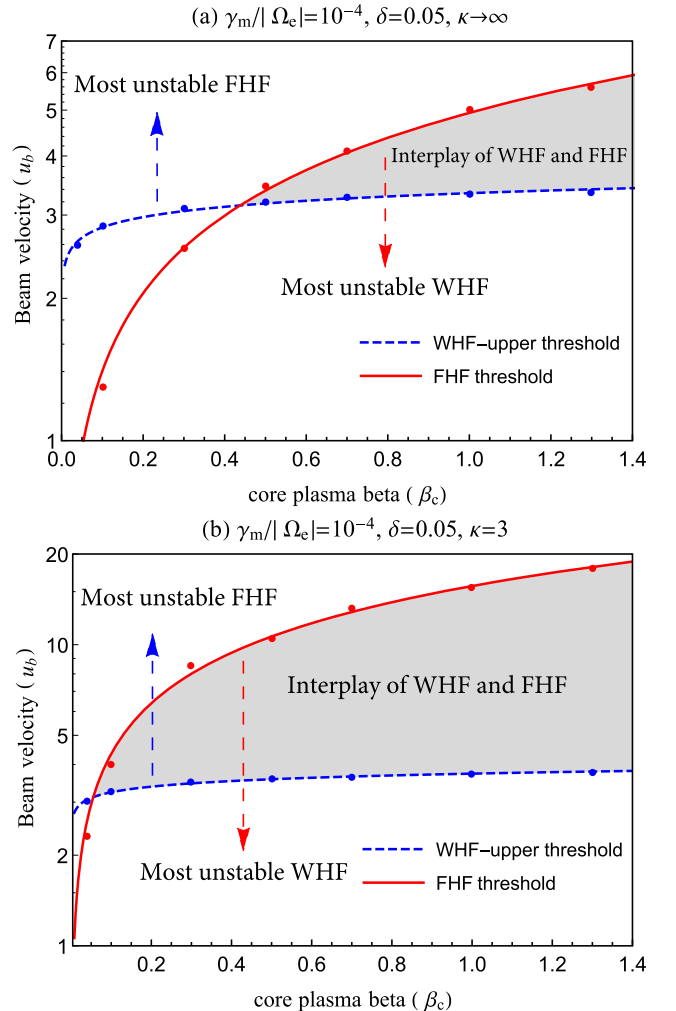 (a) γm/| Ωe|=10⁻⁴, δ=0.05, κ→∞
7
6
5
4
3
2
1
Beam velocity ( ub)
Most unstable FHF
Interplay of WHF and FHF
Most unstable WHF
WHF–upper threshold
FHF threshold
0.0 0.2 0.4 0.6 0.8 1.0 1.2 1.4
core plasma beta ( βc)
(b) γm/| Ωe|=10⁻⁴, δ=0.05, κ=3
20
10
5
2
1
Beam velocity ( ub)
Most unstable FHF
Interplay of WHF and FHF
Most unstable WHF
WHF–upper threshold
FHF threshold
0.2 0.4 0.6 0.8 1.0 1.2 1.4
core plasma beta (βc)